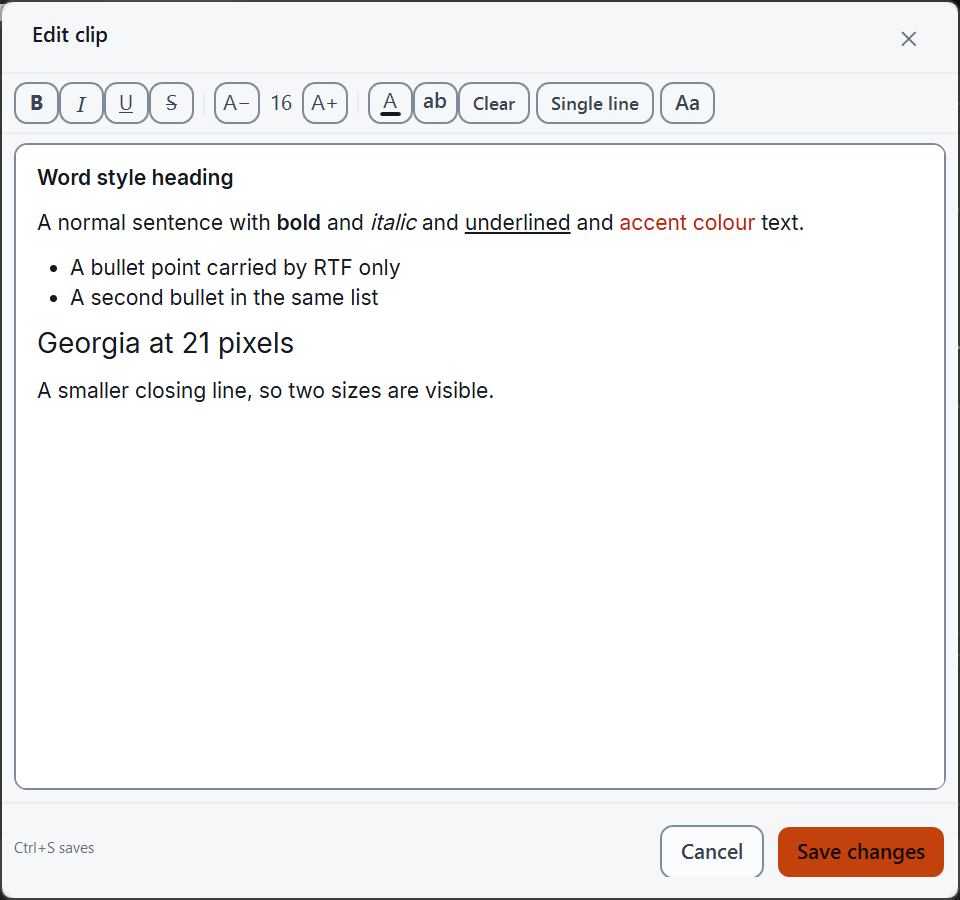 Edit clip
B I U S A− 16 A+ A ab Clear Single line Aa
Word style heading
A normal sentence with bold and italic and underlined and accent colour text.
• A bullet point carried by RTF only
• A second bullet in the same list
Georgia at 21 pixels
A smaller closing line, so two sizes are visible.
Ctrl+S saves
Cancel
Save changes